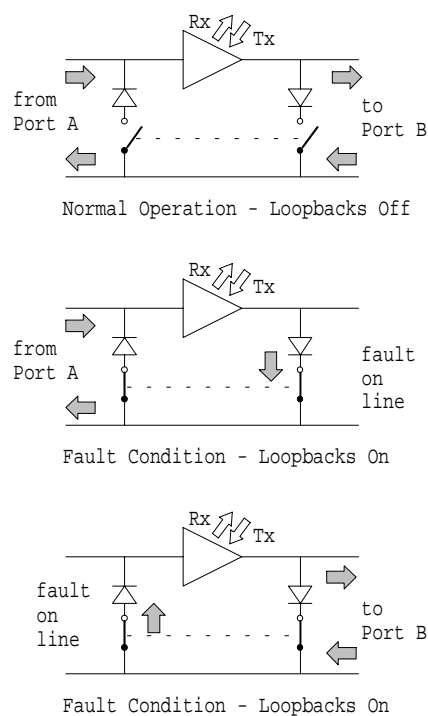 Rx
Tx
from
Port A
to
Port B
Normal Operation - Loopbacks Off
Rx
Tx
from
Port A
fault
on
line
Fault Condition - Loopbacks On
Rx
Tx
fault
on
line
to
Port B
Fault Condition - Loopbacks On